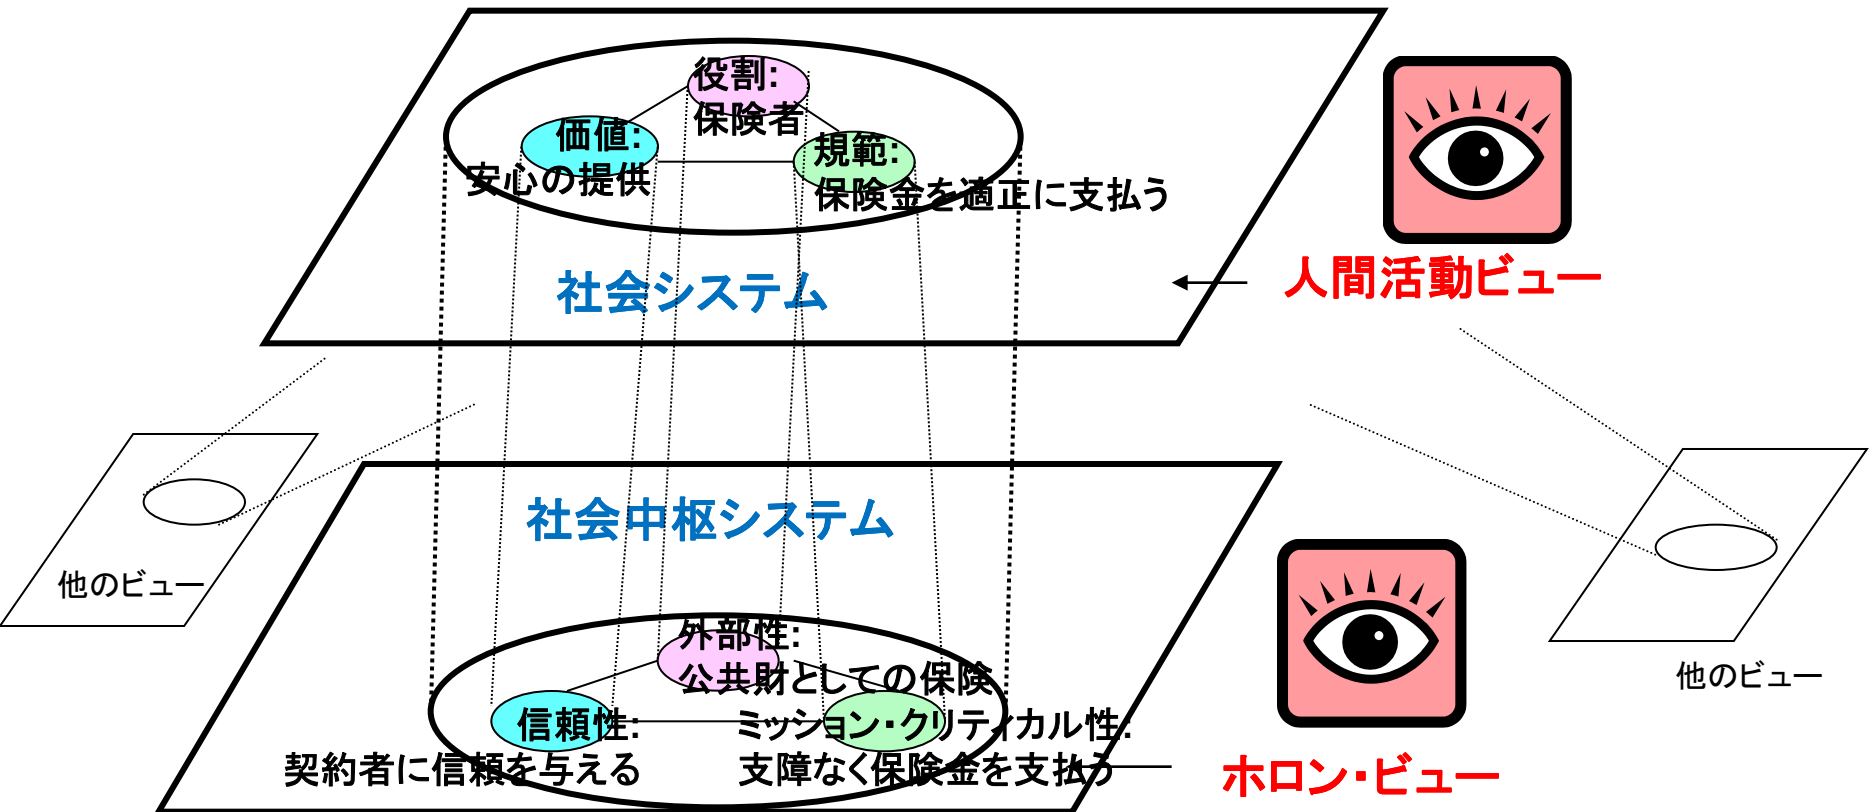 役割:
保険者
価値:
安心の提供
規範:
保険金を適正に支払う
社会システム
人間活動ビュー
社会中枢システム
他のビュー
他のビュー
外部性:
公共財としての保険
信頼性:
契約者に信頼を与える
ミッション・クリティカル性:
支障なく保険金を支払う
ホロン・ビュー